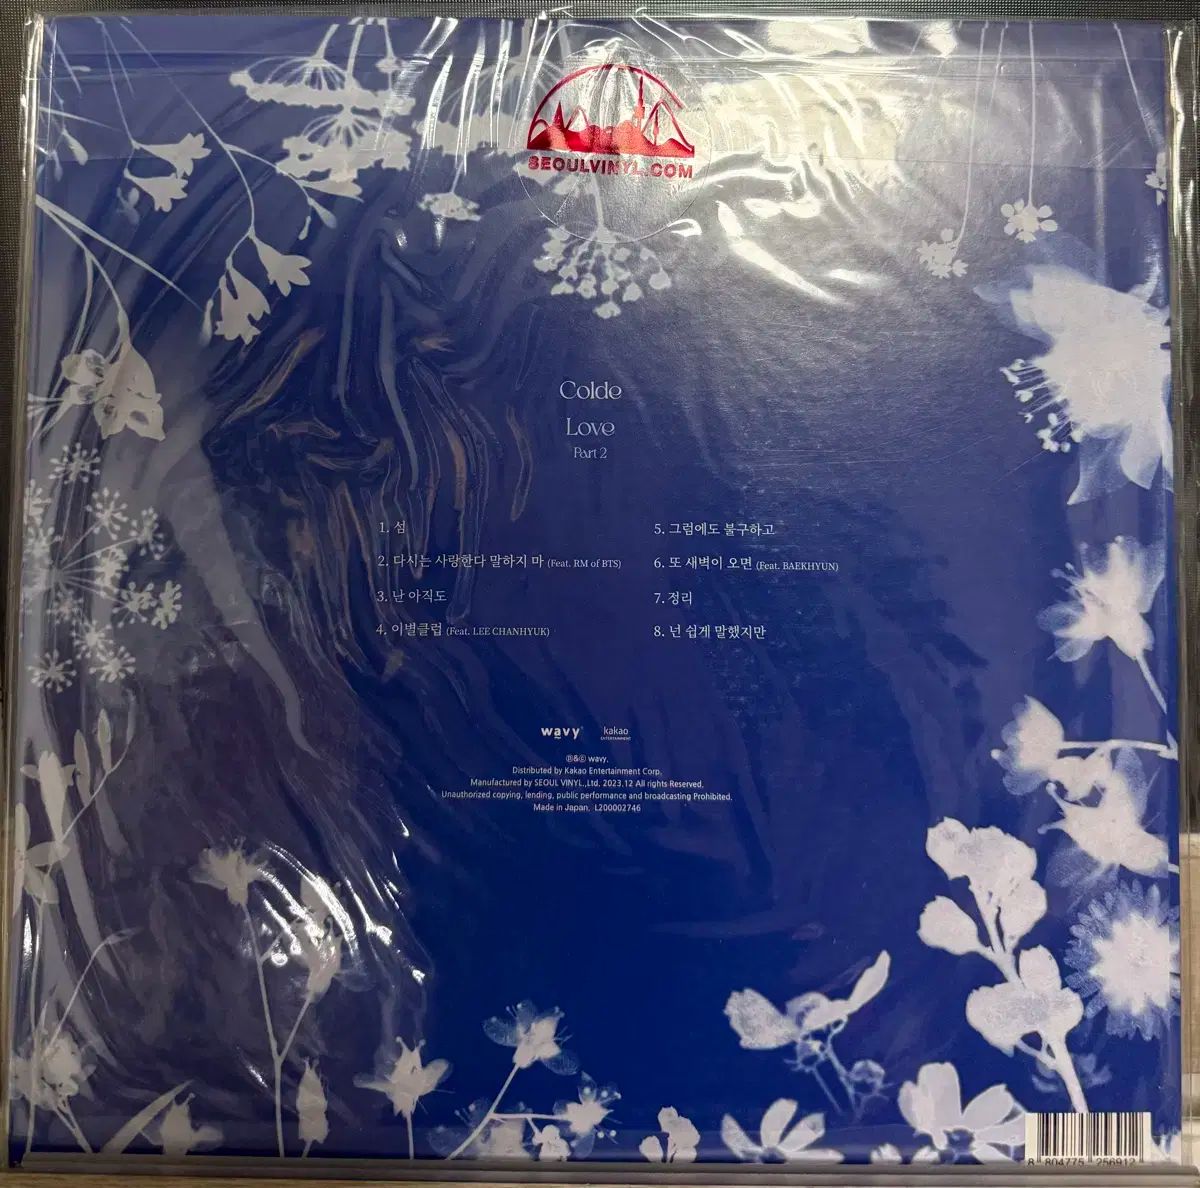 SEOULVINYL.COM
Colde
Love
Part 2
1. 섬
2. 다시는 사랑한다 말하지 마 (Feat. RM of BTS)
3. 난 아직도
4. 이별클럽 (Feat. LEE CHANHYUK)
5. 그럼에도 불구하고
6. 또 새벽이 오면 (Feat. BAEKHYUN)
7. 정리
8. 넌 쉽게 말했지만
wavy
kakao
ENTERTAINMENT
Ⓟ&Ⓒ wavy.
Distributed by Kakao Entertainment Corp.
Manufactured by SEOUL VINYL.,Ltd. 2023.12 All rights Reserved.
Unauthorized copying, lending, public performance and broadcasting Prohibited.
Made in Japan. L200002746
8 804775 256912